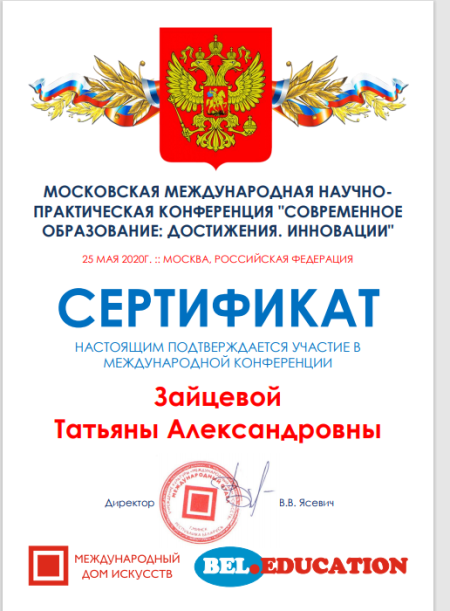 МОСКОВСКАЯ МЕЖДУНАРОДНАЯ НАУЧНО-
ПРАКТИЧЕСКАЯ КОНФЕРЕНЦИЯ "СОВРЕМЕННОЕ
ОБРАЗОВАНИЕ: ДОСТИЖЕНИЯ. ИННОВАЦИИ"
25 МАЯ 2020Г. :: МОСКВА, РОССИЙСКАЯ ФЕДЕРАЦИЯ
СЕРТИФИКАТ
НАСТОЯЩИМ ПОДТВЕРЖДАЕТСЯ УЧАСТИЕ В
МЕЖДУНАРОДНОЙ КОНФЕРЕНЦИИ
Зайцевой
Татьяны Александровны
Директор
В.В. Ясевич
МЕЖДУНАРОДНЫЙ
ДОМ ИСКУССТВ
BEL.EDUCATION